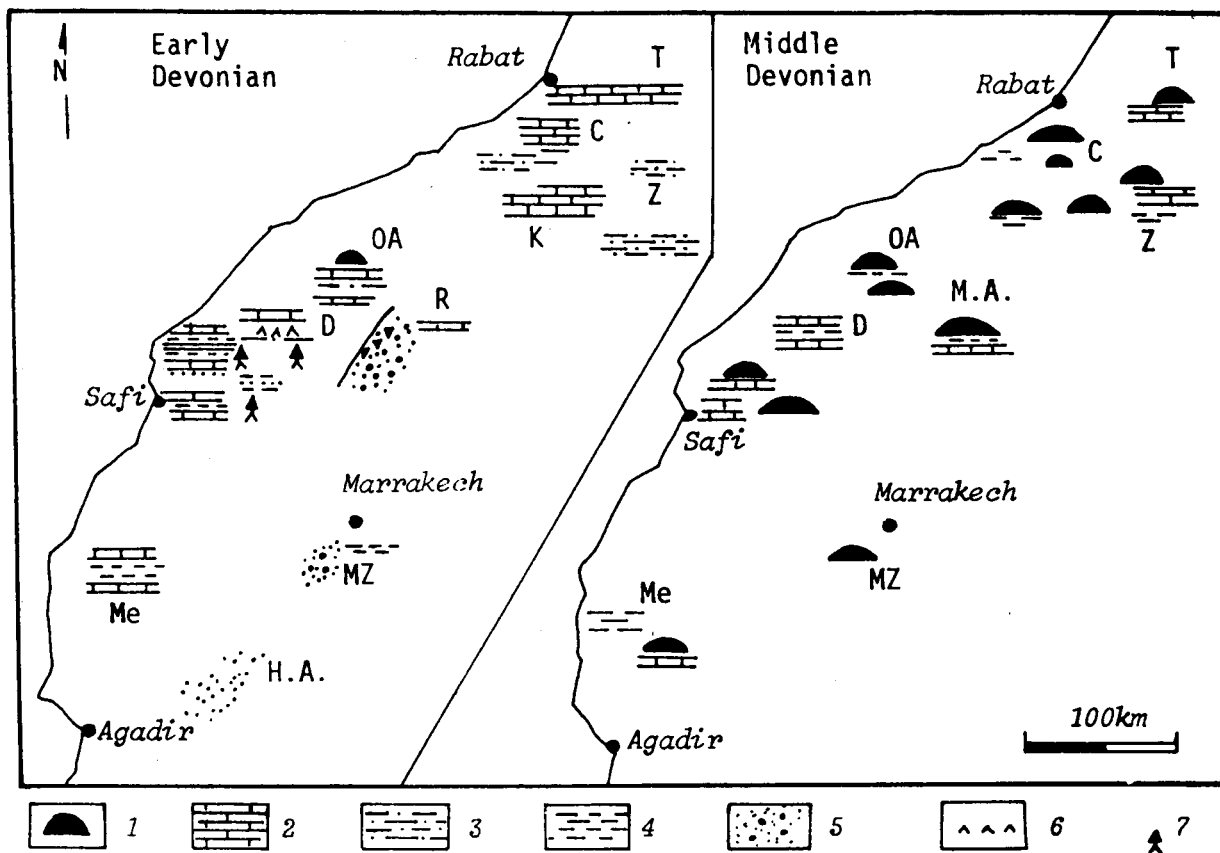 Early
Devonian
N
Rabat
T
C
Z
K
OA
R
D
Safi
Marrakech
MZ
Me
H.A.
Agadir
Middle
Devonian
Rabat
T
C
Z
OA
M.A.
D
Safi
Marrakech
MZ
Me
Agadir
100km
1 2 3 4 5 6 7